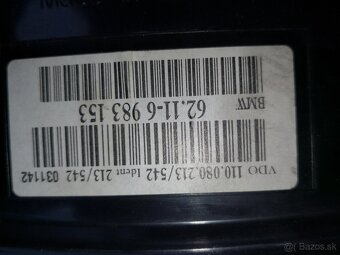 BMW 62.11-6 983 153
VDO 110.080.213/542 Ident 213/542 031142
© Bazos.sk